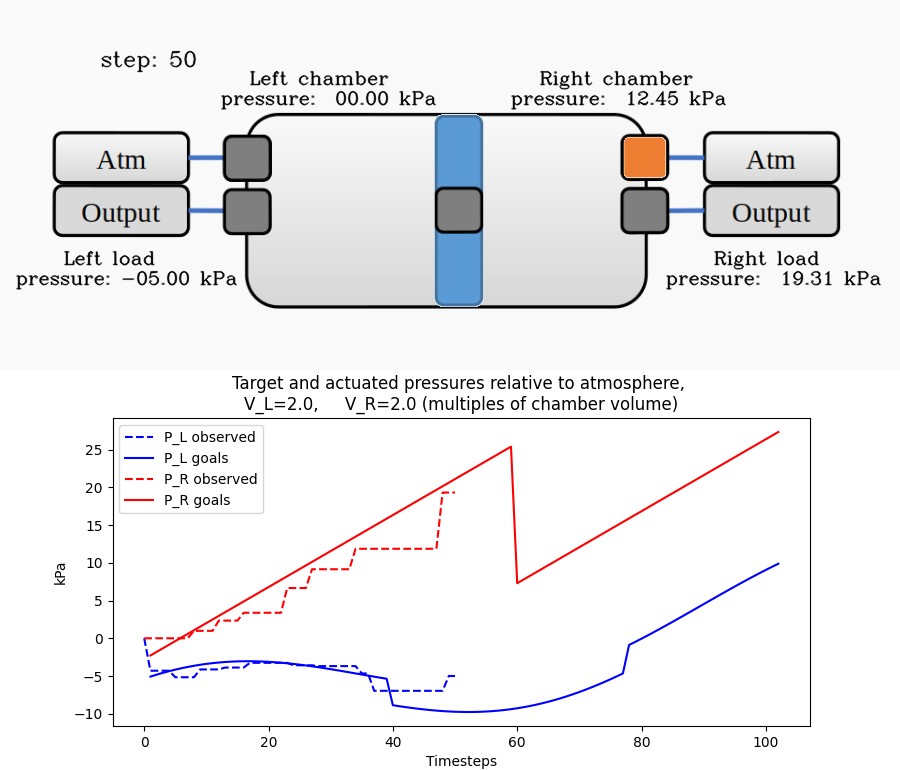 step: 50
Left chamber
pressure: 00.00 kPa
Right chamber
pressure: 12.45 kPa
Atm
Output
Atm
Output
Left load
pressure: −05.00 kPa
Right load
pressure: 19.31 kPa
Target and actuated pressures relative to atmosphere,
V_L=2.0, V_R=2.0 (multiples of chamber volume)
P_L observed
P_L goals
P_R observed
P_R goals
25
20
15
10
5
0
−5
−10
kPa
0 20 40 60 80 100
Timesteps